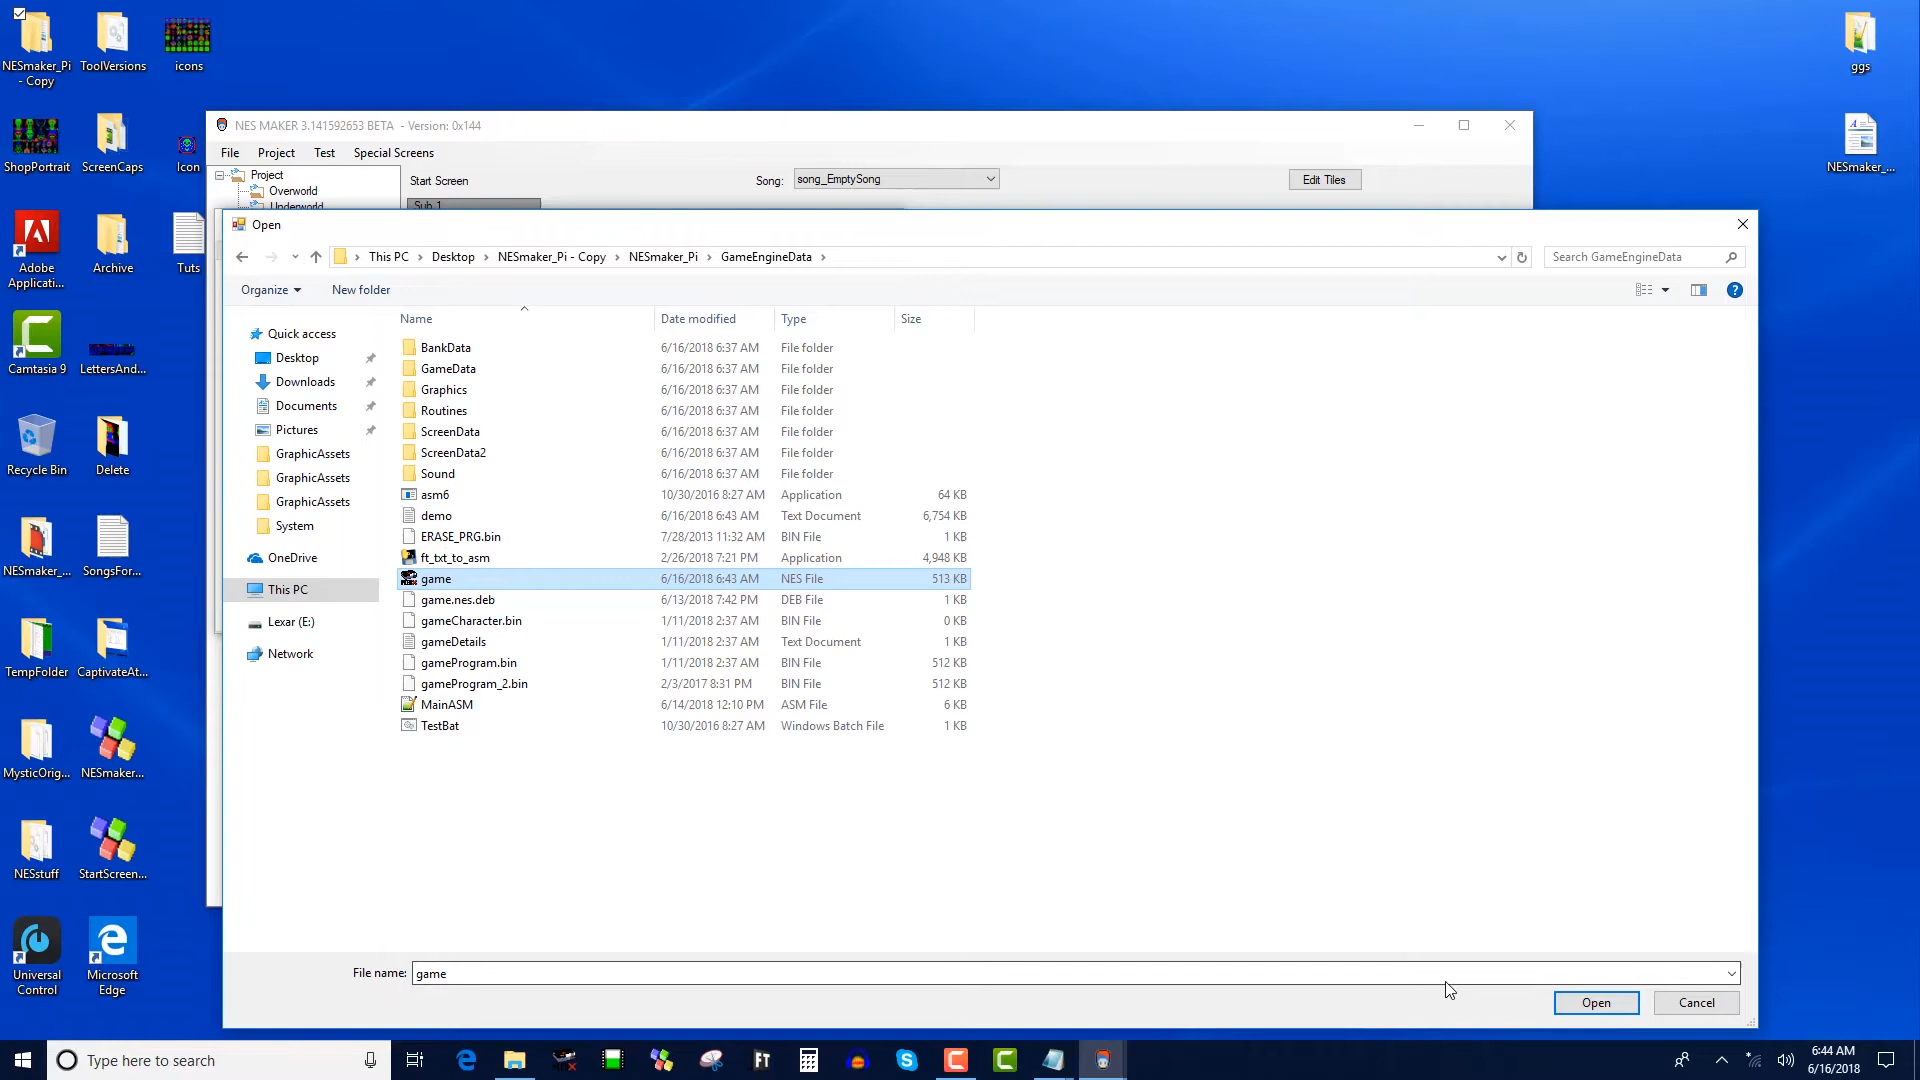 NESmaker_Pi
- Copy
ToolVersions
icons
ggs
ShopPortrait
ScreenCaps
Icon
NESmaker_...
Adobe
Applicati...
Archive
Tuts
Camtasia 9
LettersAnd...
Recycle Bin
Delete
NESmaker_...
SongsFor...
TempFolder
CaptivateAt...
MysticOrig...
NESmaker...
NESstuff
StartScreen...
Universal
Control
Microsoft
Edge
NES MAKER 3.141592653 BETA - Version: 0x144
File Project Test Special Screens
Project
Overworld
Underworld
Start Screen
Song: song_EmptySong
Edit Tiles
Sub 1
Open
This PC > Desktop > NESmaker_Pi - Copy > NESmaker_Pi > GameEngineData >
Search GameEngineData
Organize New folder
Quick access
Desktop
Downloads
Documents
Pictures
GraphicAssets
GraphicAssets
GraphicAssets
System
OneDrive
This PC
Lexar (E:)
Network
Name Date modified Type Size
BankData 6/16/2018 6:37 AM File folder
GameData 6/16/2018 6:37 AM File folder
Graphics 6/16/2018 6:37 AM File folder
Routines 6/16/2018 6:37 AM File folder
ScreenData 6/16/2018 6:37 AM File folder
ScreenData2 6/16/2018 6:37 AM File folder
Sound 6/16/2018 6:37 AM File folder
asm6 10/30/2016 8:27 AM Application 64 KB
demo 6/16/2018 6:43 AM Text Document 6,754 KB
ERASE_PRG.bin 7/28/2013 11:32 AM BIN File 1 KB
ft_txt_to_asm 2/26/2018 7:21 PM Application 4,948 KB
game 6/16/2018 6:43 AM NES File 513 KB
game.nes.deb 6/13/2018 7:42 PM DEB File 1 KB
gameCharacter.bin 1/11/2018 2:37 AM BIN File 0 KB
gameDetails 1/11/2018 2:37 AM Text Document 1 KB
gameProgram.bin 1/11/2018 2:37 AM BIN File 512 KB
gameProgram_2.bin 2/3/2017 8:31 PM BIN File 512 KB
MainASM 6/14/2018 12:10 PM ASM File 6 KB
TestBat 10/30/2016 8:27 AM Windows Batch File 1 KB
File name: game
Open Cancel
Type here to search
FT
6:44 AM
6/16/2018